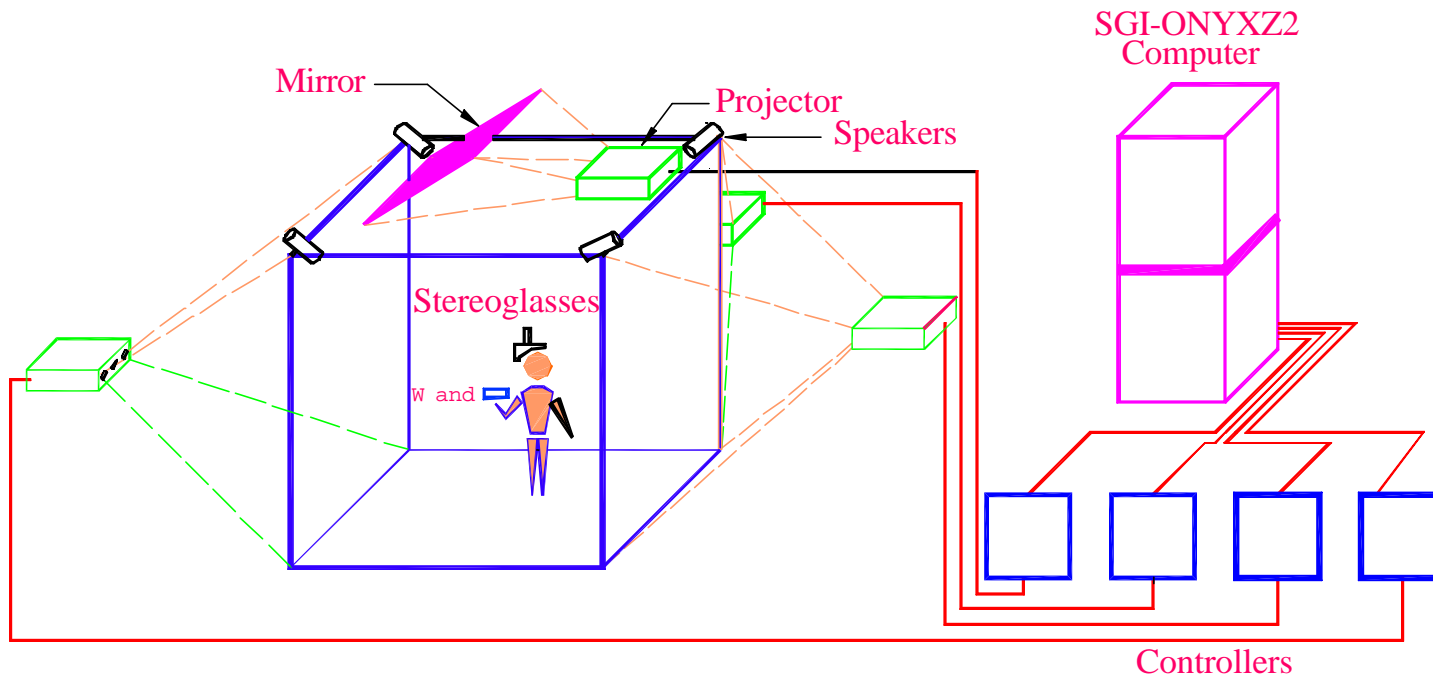 SGI-ONYXZ2
Computer
Mirror
Projector
Speakers
Stereoglasses
W and
Controllers